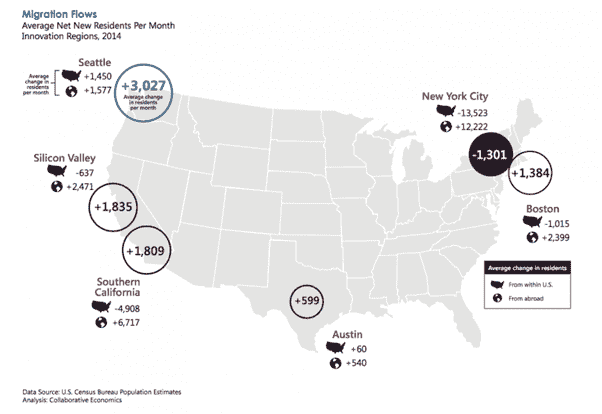 Migration Flows
Average Net New Residents Per Month
Innovation Regions, 2014
Seattle
Average change in residents per month
+1,450
+1,577
+3,027
Average change in residents per month
New York City
-13,523
+12,222
-1,301
+1,384
Silicon Valley
-637
+2,471
+1,835
Boston
-1,015
+2,399
+1,809
Southern
California
-4,908
+6,717
+599
Austin
+60
+540
Average change in residents
From within U.S.
From abroad
Data Source: U.S. Census Bureau Population Estimates
Analysis: Collaborative Economics